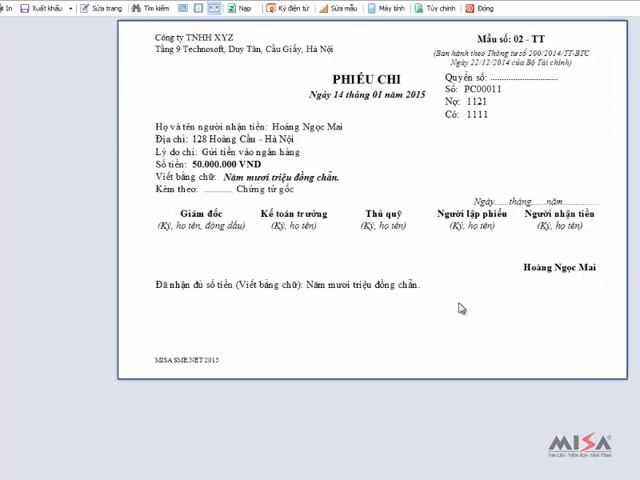 In Xuất khẩu Sửa trang Nạp Ký điện tử Sửa mẫu Máy tính Tùy chỉnh Đóng
Công ty TNHH XYZ
Tầng 9 Technosoft, Duy Tân, Cầu Giấy, Hà Nội
Mẫu số: 02 - TT
(Ban hành theo Thông tư số 200/2014/TT-BTC
Ngày 22/12/2014 của Bộ Tài chính)
PHIẾU CHI
Ngày 14 tháng 01 năm 2015
Quyển số: ................................
Số: PC00011
Nợ: 1121
Có: 1111
Họ và tên người nhận tiền: Hoàng Ngọc Mai
Địa chỉ: 128 Hoàng Cầu - Hà Nội
Lý do chi: Gửi tiền vào ngân hàng
Số tiền: 50.000.000 VND
Viết bằng chữ: Năm mươi triệu đồng chẵn.
Kèm theo: ........... Chứng từ gốc
Ngày......tháng......năm...............
Giám đốc Kế toán trưởng Thủ quỹ Người lập phiếu Người nhận tiền
(Ký, họ tên, đóng dấu) (Ký, họ tên) (Ký, họ tên) (Ký, họ tên) (Ký, họ tên)
Hoàng Ngọc Mai
Đã nhận đủ số tiền (Viết bằng chữ): Năm mươi triệu đồng chẵn.
MISA SME.NET 2015
MISA
TIN CẬY - TIỆN ÍCH - TẬN TÌNH